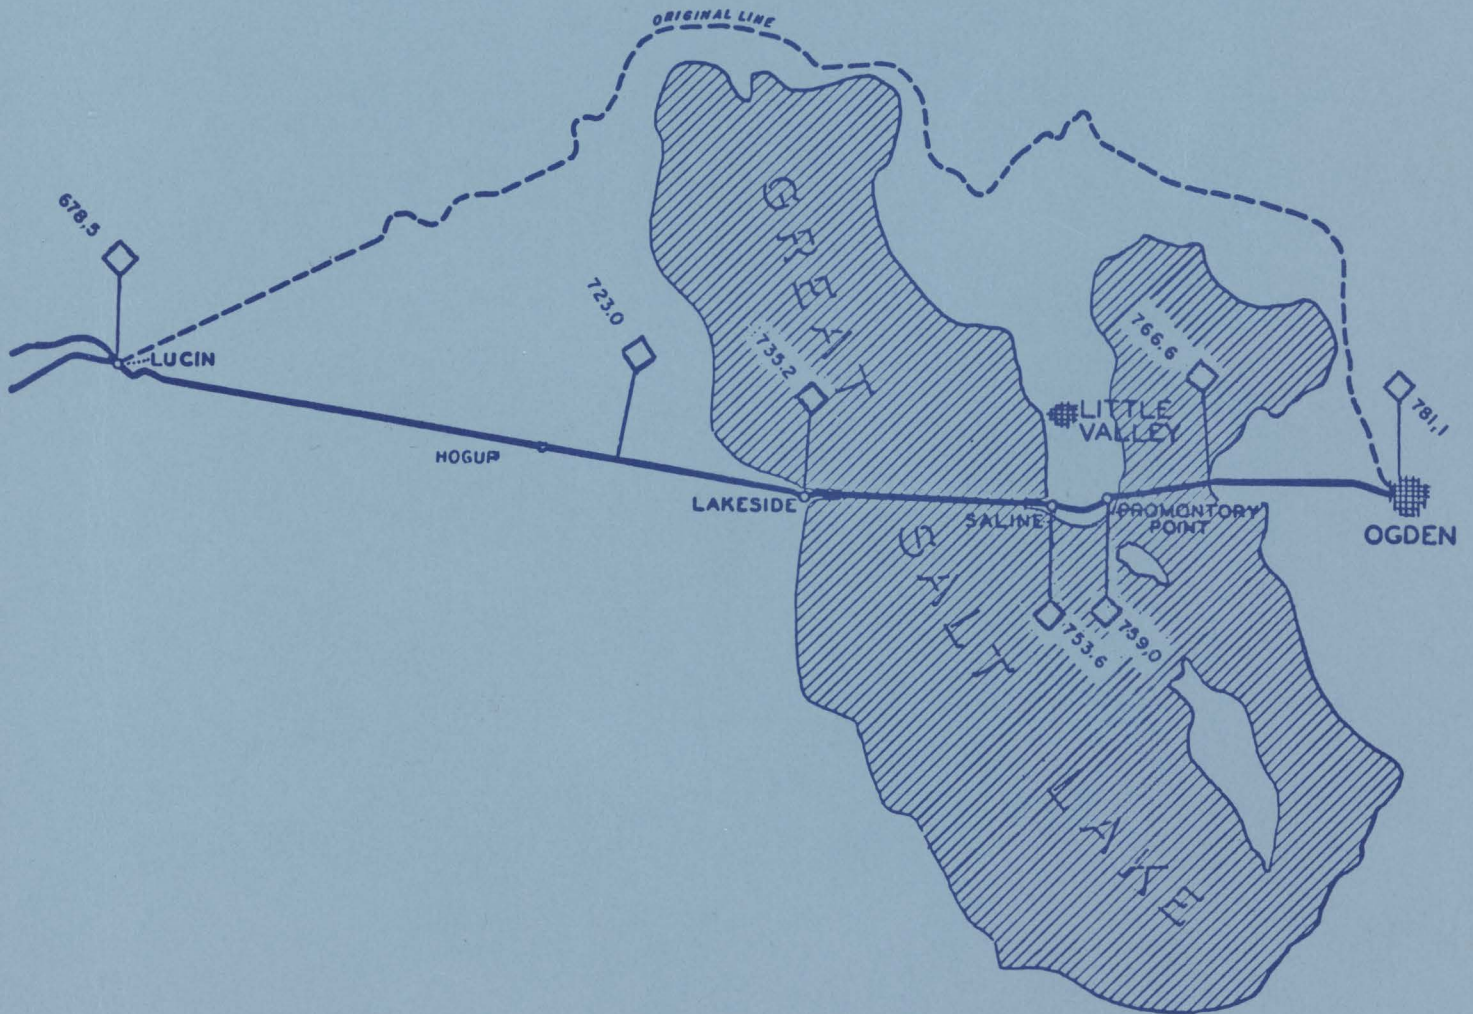 ORIGINAL LINE
678.5
LUCIN
723.0
GREAT
735.2
766.6
781.1
LITTLE
VALLEY
HOGUP
LAKESIDE
SALINE
PROMONTORY
POINT
OGDEN
SALT
753.6
759.0
LAKE